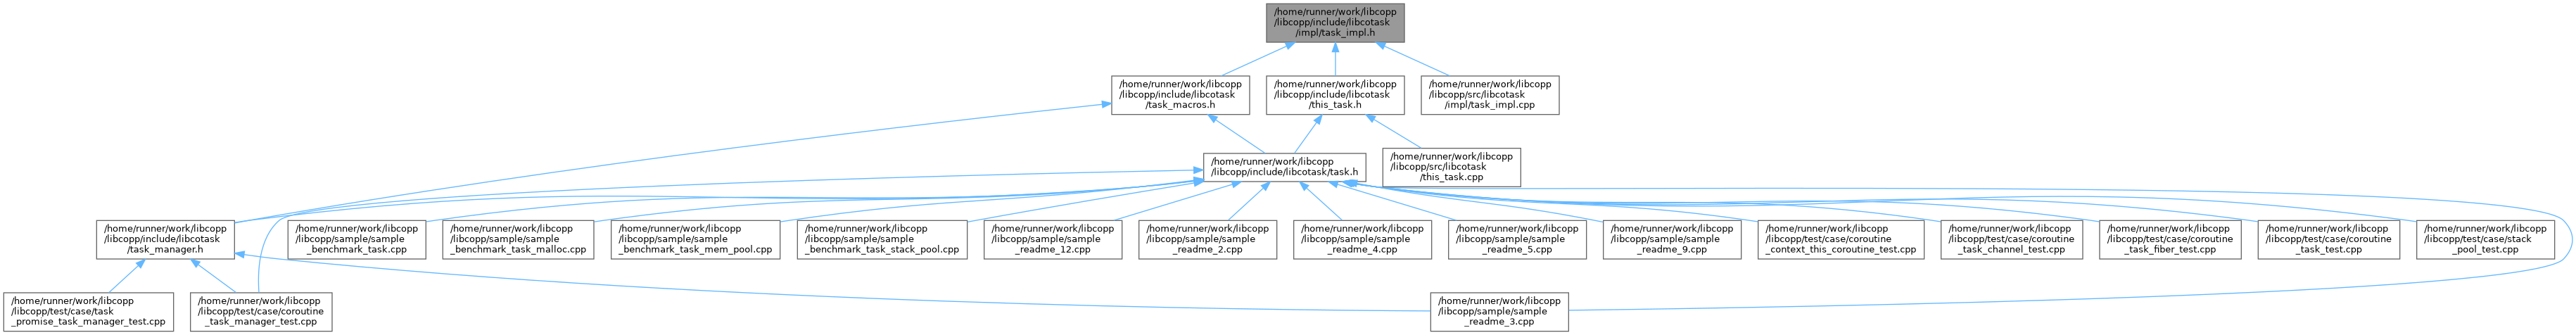 /home/runner/work/libcopp
/libcopp/include/libcotask
/impl/task_impl.h
/home/runner/work/libcopp
/libcopp/include/libcotask
/task_macros.h
/home/runner/work/libcopp
/libcopp/include/libcotask
/this_task.h
/home/runner/work/libcopp
/libcopp/src/libcotask
/impl/task_impl.cpp
/home/runner/work/libcopp
/libcopp/include/libcotask/task.h
/home/runner/work/libcopp
/libcopp/src/libcotask
/this_task.cpp
/home/runner/work/libcopp
/libcopp/include/libcotask
/task_manager.h
/home/runner/work/libcopp
/libcopp/sample/sample
_benchmark_task.cpp
/home/runner/work/libcopp
/libcopp/sample/sample
_benchmark_task_malloc.cpp
/home/runner/work/libcopp
/libcopp/sample/sample
_benchmark_task_mem_pool.cpp
/home/runner/work/libcopp
/libcopp/sample/sample
_benchmark_task_stack_pool.cpp
/home/runner/work/libcopp
/libcopp/sample/sample
_readme_12.cpp
/home/runner/work/libcopp
/libcopp/sample/sample
_readme_2.cpp
/home/runner/work/libcopp
/libcopp/sample/sample
_readme_4.cpp
/home/runner/work/libcopp
/libcopp/sample/sample
_readme_5.cpp
/home/runner/work/libcopp
/libcopp/sample/sample
_readme_9.cpp
/home/runner/work/libcopp
/libcopp/test/case/coroutine
_context_this_coroutine_test.cpp
/home/runner/work/libcopp
/libcopp/test/case/coroutine
_task_channel_test.cpp
/home/runner/work/libcopp
/libcopp/test/case/coroutine
_task_fiber_test.cpp
/home/runner/work/libcopp
/libcopp/test/case/coroutine
_task_test.cpp
/home/runner/work/libcopp
/libcopp/test/case/stack
_pool_test.cpp
/home/runner/work/libcopp
/libcopp/test/case/task
_promise_task_manager_test.cpp
/home/runner/work/libcopp
/libcopp/test/case/coroutine
_task_manager_test.cpp
/home/runner/work/libcopp
/libcopp/sample/sample
_readme_3.cpp